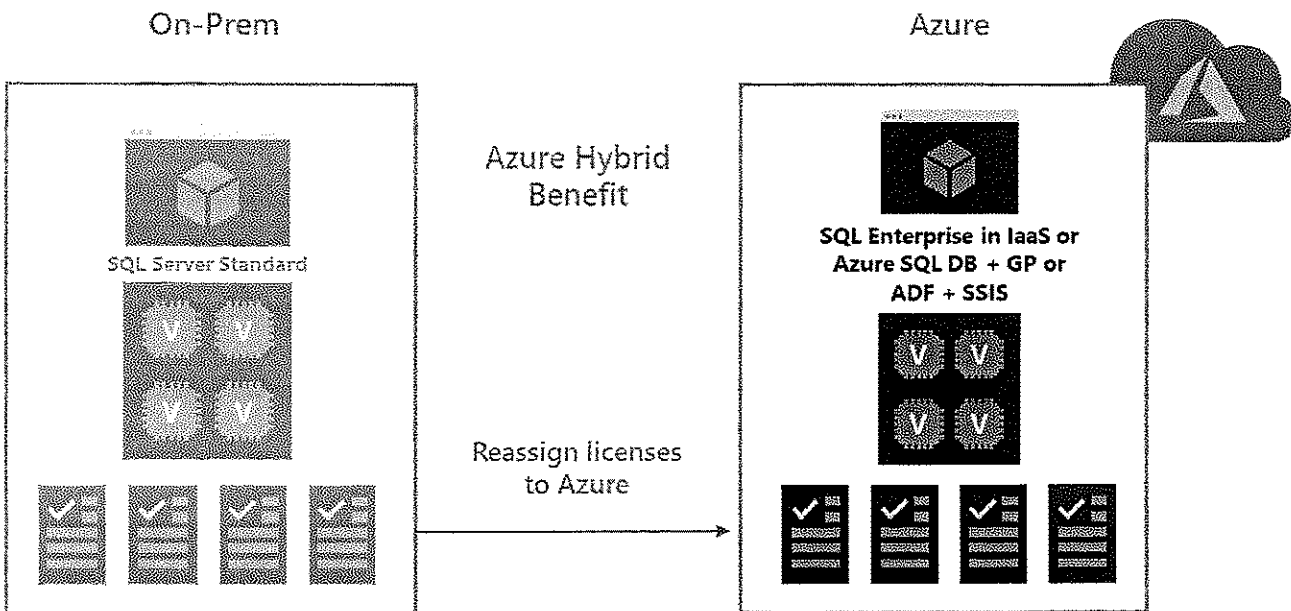 On-Prem
Azure
Azure Hybrid
Benefit
SQL Server Standard
V V
V V
SQL Enterprise in IaaS or
Azure SQL DB + GP or
ADF + SSIS
V V
V V
Reassign licenses
to Azure